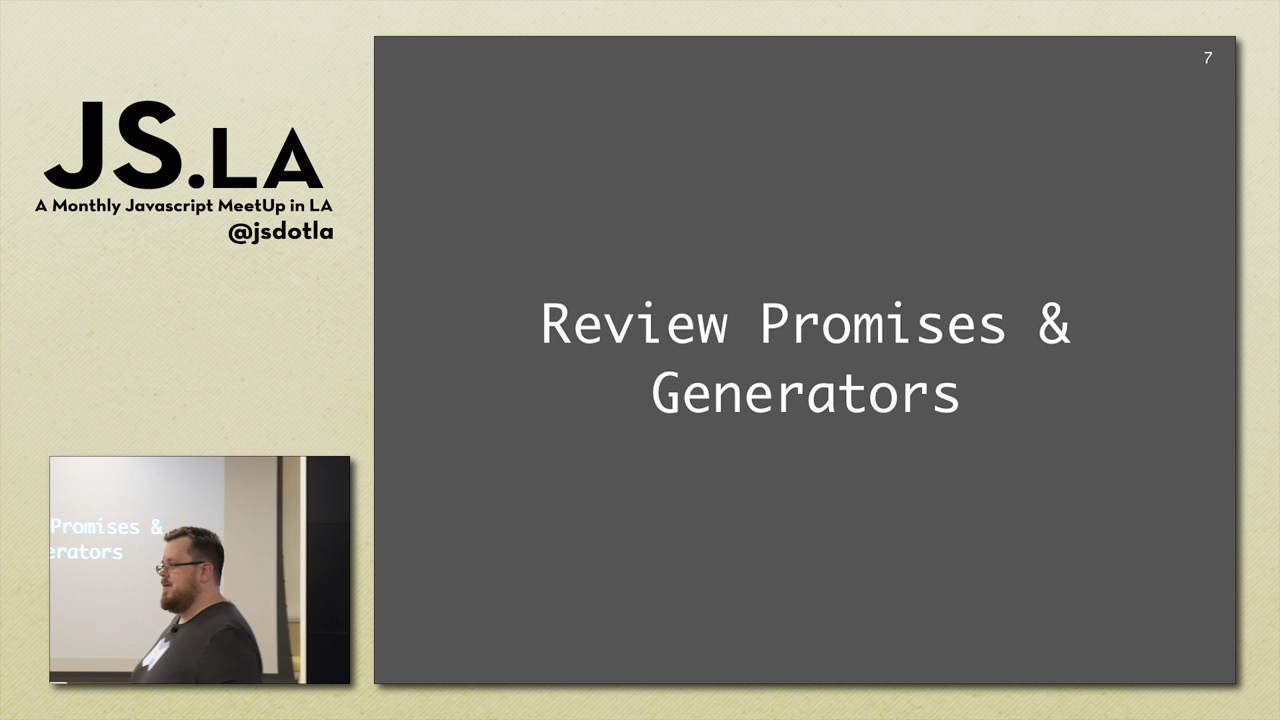 JS.LA
A Monthly Javascript MeetUp in LA
@jsdotla
7
Review Promises &
Generators
Promises &
erators